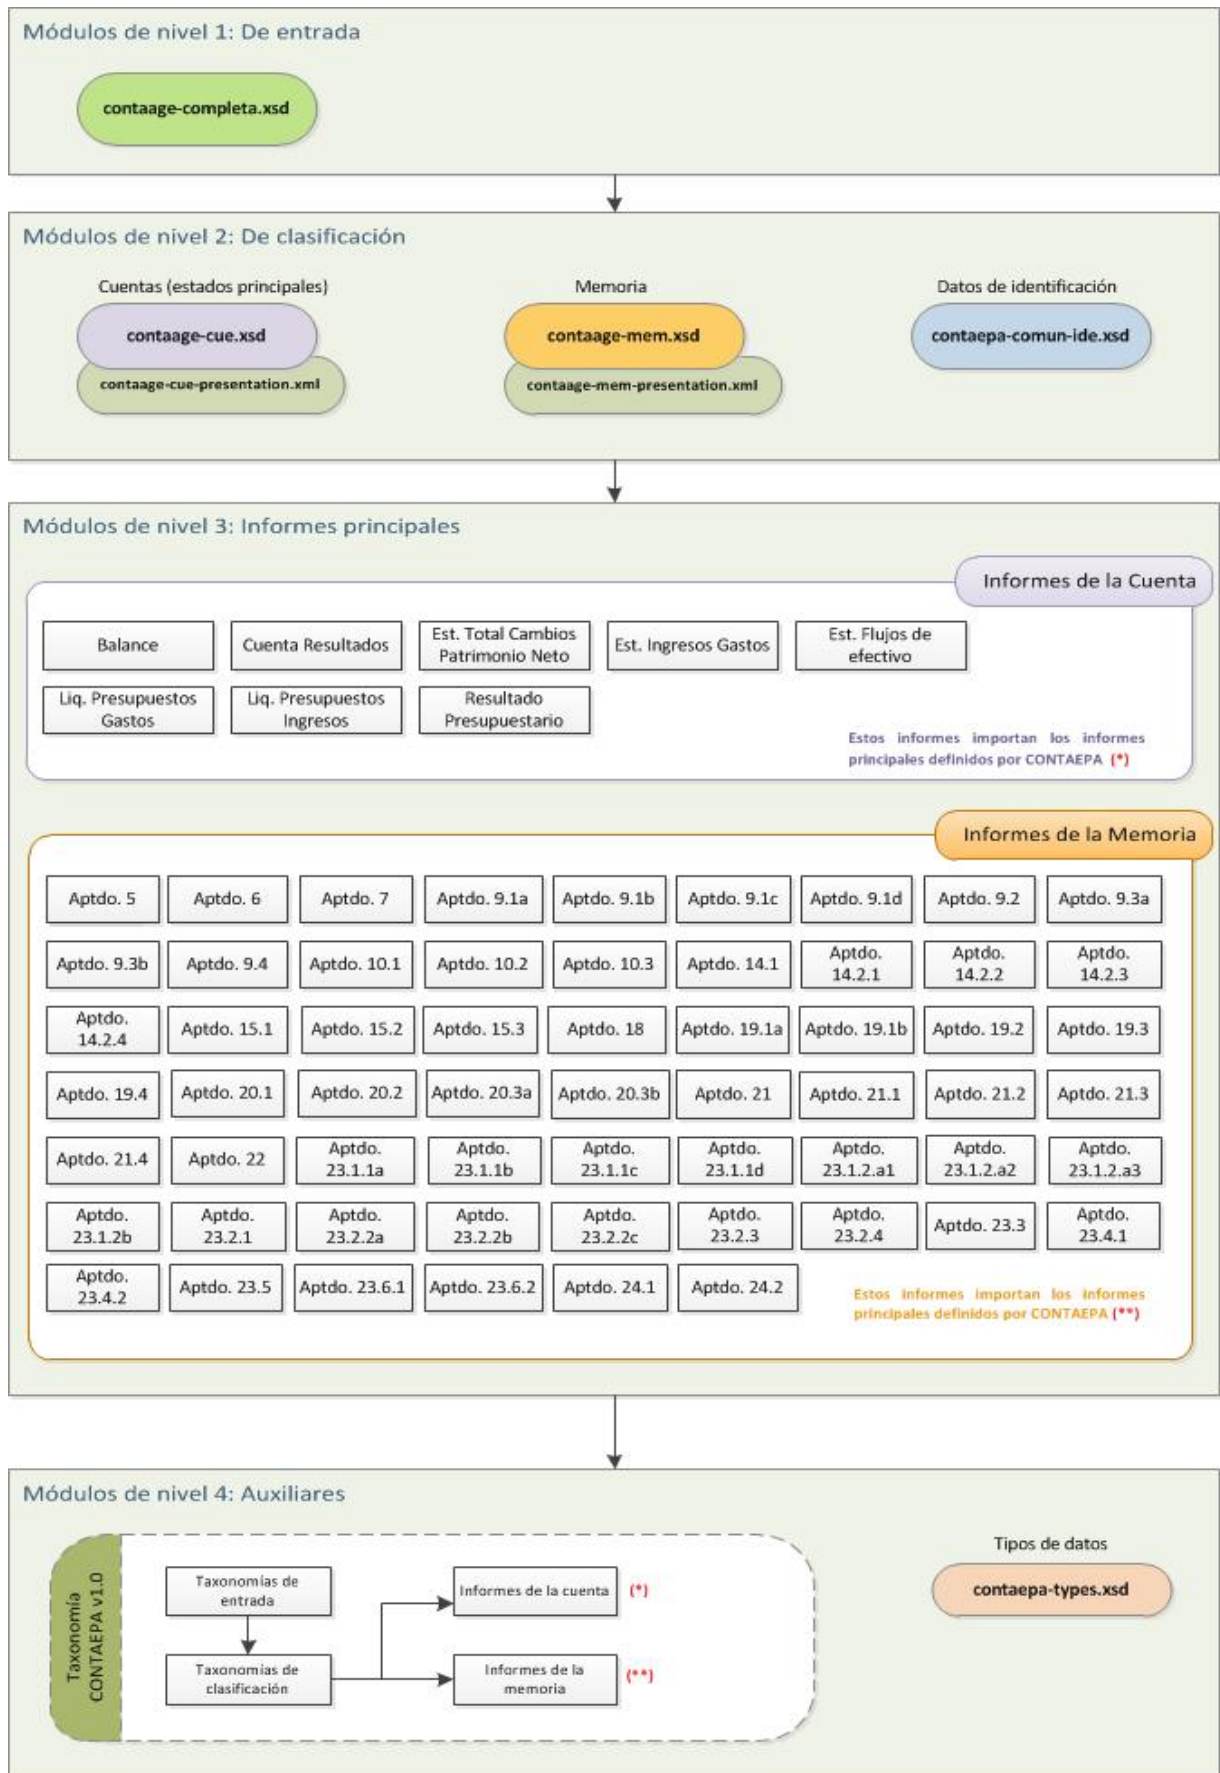 Módulos de nivel 1: De entrada
contaage-completa.xsd
Módulos de nivel 2: De clasificación
Cuentas (estados principales)
Memoria
Datos de identificación
contaage-cue.xsd
contaage-mem.xsd
contaepa-comun-ide.xsd
contaage-cue-presentation.xml
contaage-mem-presentation.xml
Módulos de nivel 3: Informes principales
Informes de la Cuenta
Balance
Cuenta Resultados
Est. Total Cambios
Patrimonio Neto
Est. Ingresos Gastos
Est. Flujos de
efectivo
Liq. Presupuestos
Gastos
Liq. Presupuestos
Ingresos
Resultado
Presupuestario
Estos informes importan los informes
principales definidos por CONTAEPA (*)
Informes de la Memoria
Aptdo. 5
Aptdo. 6
Aptdo. 7
Aptdo. 9.1a
Aptdo. 9.1b
Aptdo. 9.1c
Aptdo. 9.1d
Aptdo. 9.2
Aptdo. 9.3a
Aptdo. 9.3b
Aptdo. 9.4
Aptdo. 10.1
Aptdo. 10.2
Aptdo. 10.3
Aptdo. 14.1
Aptdo.
14.2.1
Aptdo.
14.2.2
Aptdo.
14.2.3
Aptdo.
14.2.4
Aptdo. 15.1
Aptdo. 15.2
Aptdo. 15.3
Aptdo. 18
Aptdo. 19.1a
Aptdo. 19.1b
Aptdo. 19.2
Aptdo. 19.3
Aptdo. 19.4
Aptdo. 20.1
Aptdo. 20.2
Aptdo. 20.3a
Aptdo. 20.3b
Aptdo. 21
Aptdo. 21.1
Aptdo. 21.2
Aptdo. 21.3
Aptdo. 21.4
Aptdo. 22
Aptdo.
23.1.1a
Aptdo.
23.1.1b
Aptdo.
23.1.1c
Aptdo.
23.1.1d
Aptdo.
23.1.2.a1
Aptdo.
23.1.2.a2
Aptdo.
23.1.2.a3
Aptdo.
23.1.2b
Aptdo.
23.2.1
Aptdo.
23.2.2a
Aptdo.
23.2.2b
Aptdo.
23.2.2c
Aptdo.
23.2.3
Aptdo.
23.2.4
Aptdo. 23.3
Aptdo.
23.4.1
Aptdo.
23.4.2
Aptdo. 23.5
Aptdo. 23.6.1
Aptdo. 23.6.2
Aptdo. 24.1
Aptdo. 24.2
Estos informes importan los informes
principales definidos por CONTAEPA (**)
Módulos de nivel 4: Auxiliares
Taxonomía
CONTAEPA v1.0
Taxonomías de
entrada
Informes de la cuenta
(*)
Taxonomías de
clasificación
Informes de la
memoria
(**)
Tipos de datos
contaepa-types.xsd